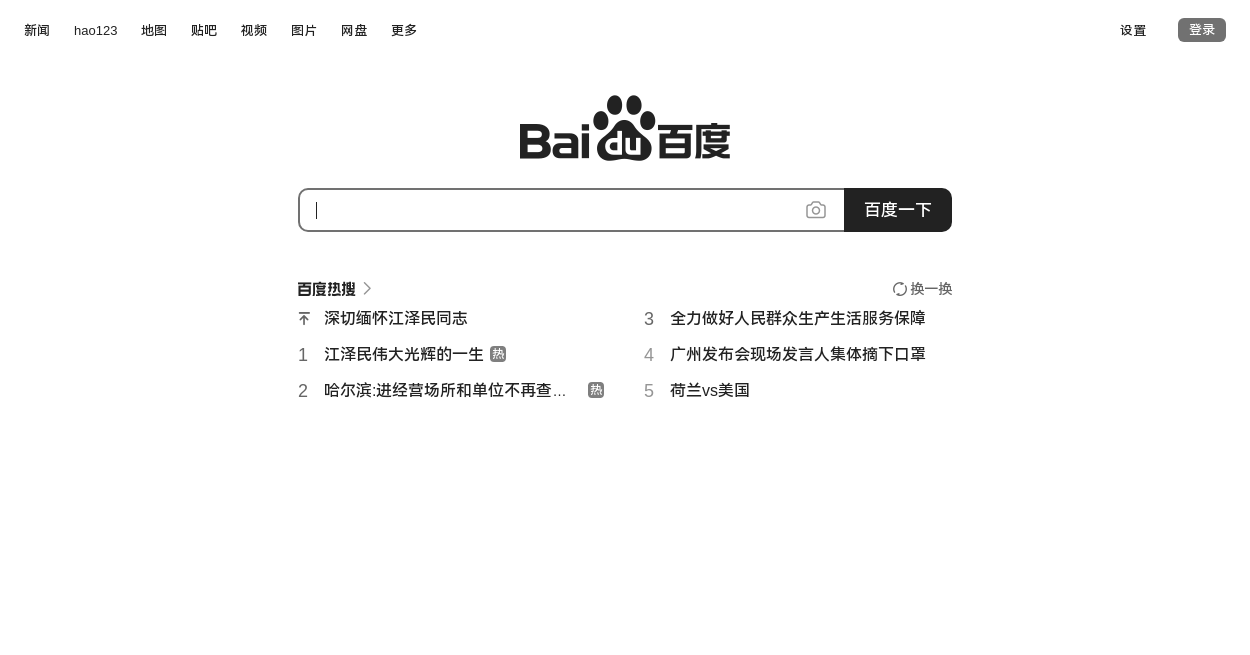 新闻 hao123 地图 贴吧 视频 图片 网盘 更多 设置 登录
Bai du 百度
百度一下
百度热搜 换一换
深切缅怀江泽民同志
1 江泽民伟大光辉的一生 热
2 哈尔滨:进经营场所和单位不再查... 热
3 全力做好人民群众生产生活服务保障
4 广州发布会现场发言人集体摘下口罩
5 荷兰vs美国